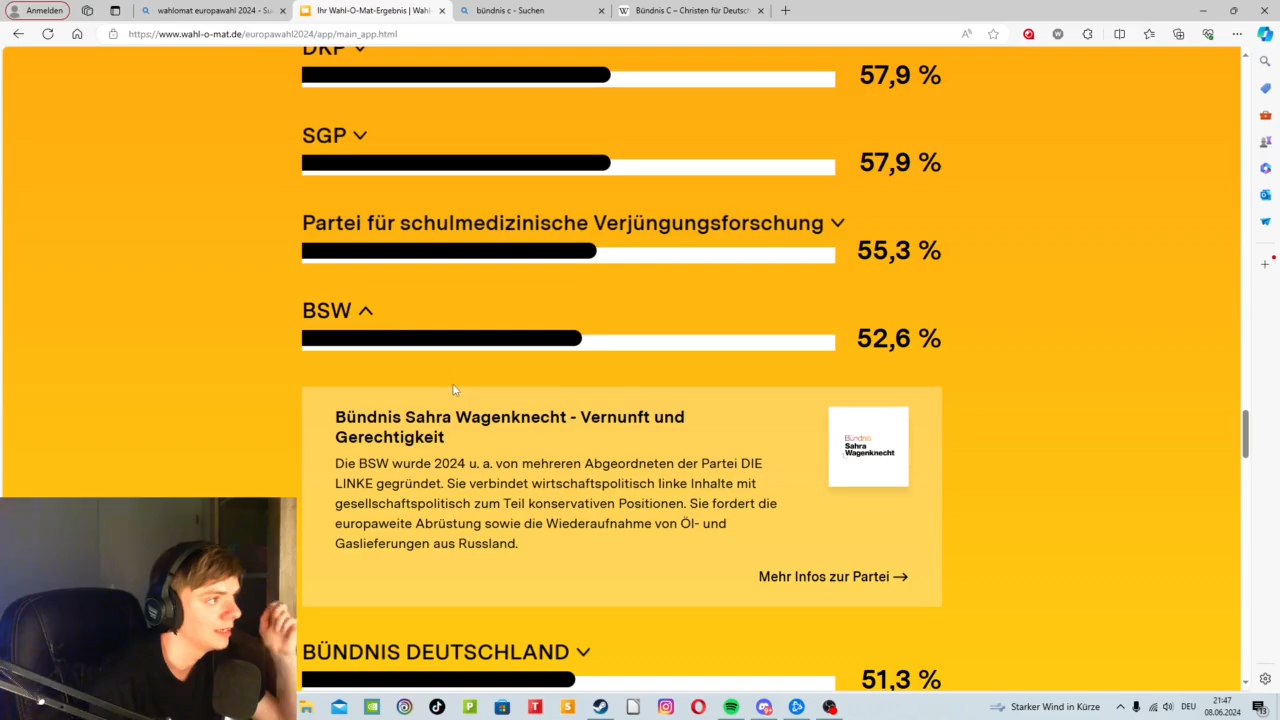 wahlomat europawahl 2024 - Su
Ihr Wahl-O-Mat-Ergebnis | Wahl
bündnis c - Suchen
Bündnis C – Christen für Deutsc
Anmelden
https://www.wahl-o-mat.de/europawahl2024/app/main_app.html
DKP
57,9 %
SGP
57,9 %
Partei für schulmedizinische Verjüngungsforschung
55,3 %
BSW
52,6 %
Bündnis Sahra Wagenknecht - Vernunft und
Gerechtigkeit
Die BSW wurde 2024 u. a. von mehreren Abgeordneten der Partei DIE
LINKE gegründet. Sie verbindet wirtschaftspolitisch linke Inhalte mit
gesellschaftspolitisch zum Teil konservativen Positionen. Sie fordert die
europaweite Abrüstung sowie die Wiederaufnahme von Öl- und
Gaslieferungen aus Russland.
Bündnis
Sahra
Wagenknecht
Mehr Infos zur Partei
BÜNDNIS DEUTSCHLAND
51,3 %
Starker Wind in Kürze
DEU
21:47
08.06.2024